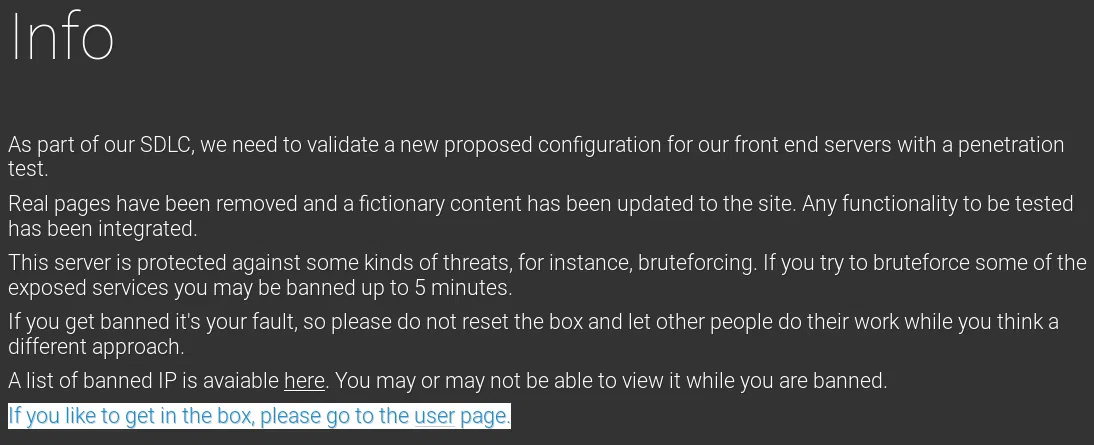 Info
As part of our SDLC, we need to validate a new proposed configuration for our front end servers with a penetration
test.
Real pages have been removed and a fictionary content has been updated to the site. Any functionality to be tested
has been integrated.
This server is protected against some kinds of threats, for instance, bruteforcing. If you try to bruteforce some of the
exposed services you may be banned up to 5 minutes.
If you get banned it's your fault, so please do not reset the box and let other people do their work while you think a
different approach.
A list of banned IP is avaiable here. You may or may not be able to view it while you are banned.
If you like to get in the box, please go to the user page.